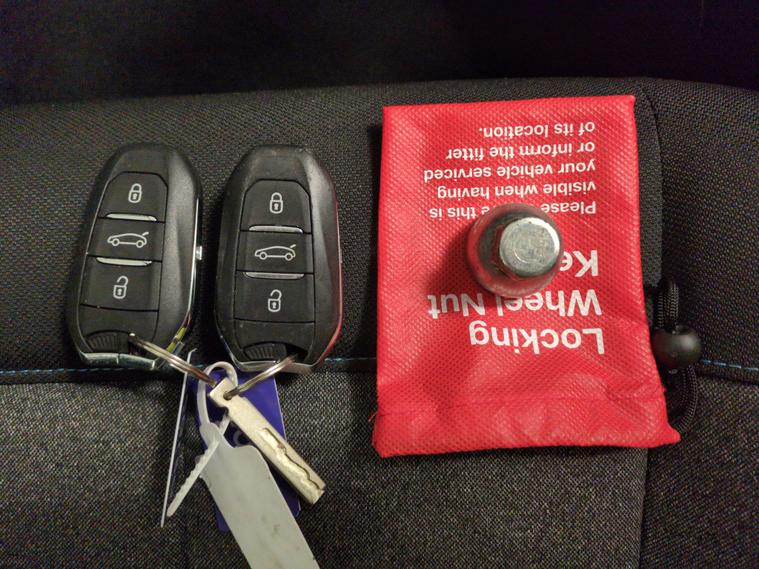 Locking
Wheel Nut
Ke
Please
e this is
visible when having
your vehicle serviced
or inform the fitter
of its location.